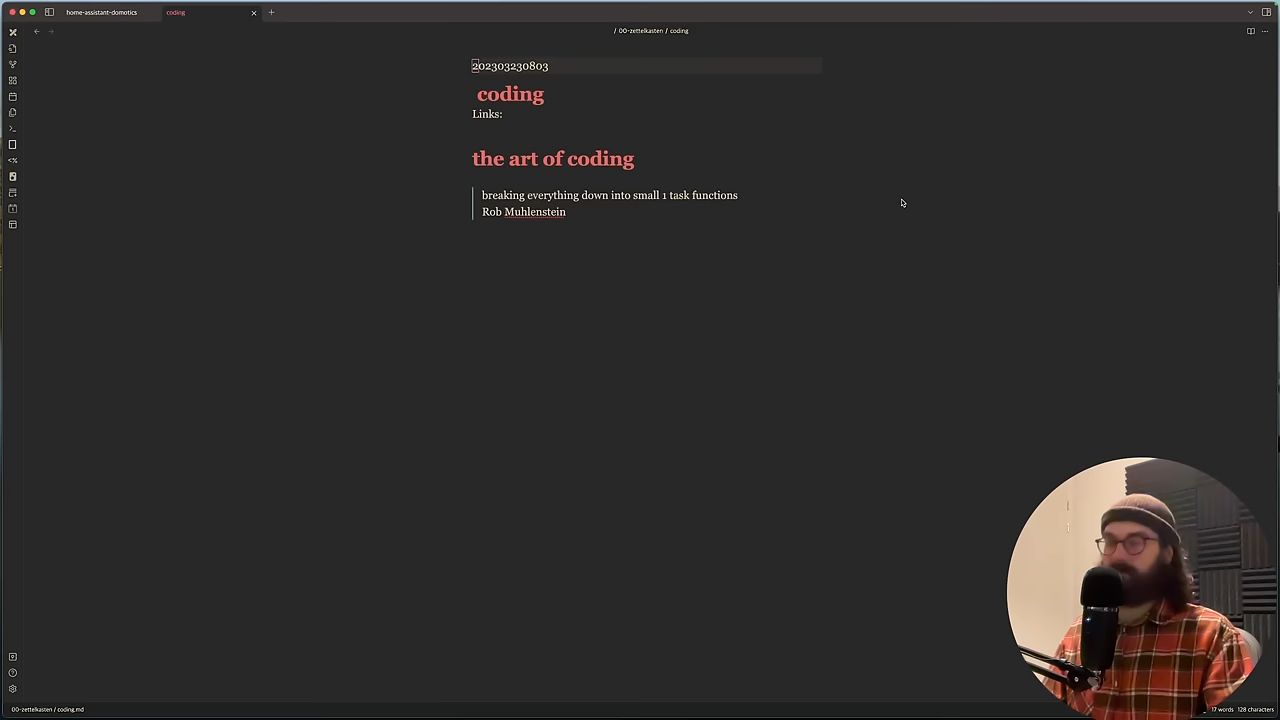 home-assistant-domotics
coding
/ 00-zettelkasten / coding
202303230803
coding
Links:
the art of coding
breaking everything down into small 1 task functions
Rob Muhlenstein
00-zettelkasten / coding.md
17 words 128 characters